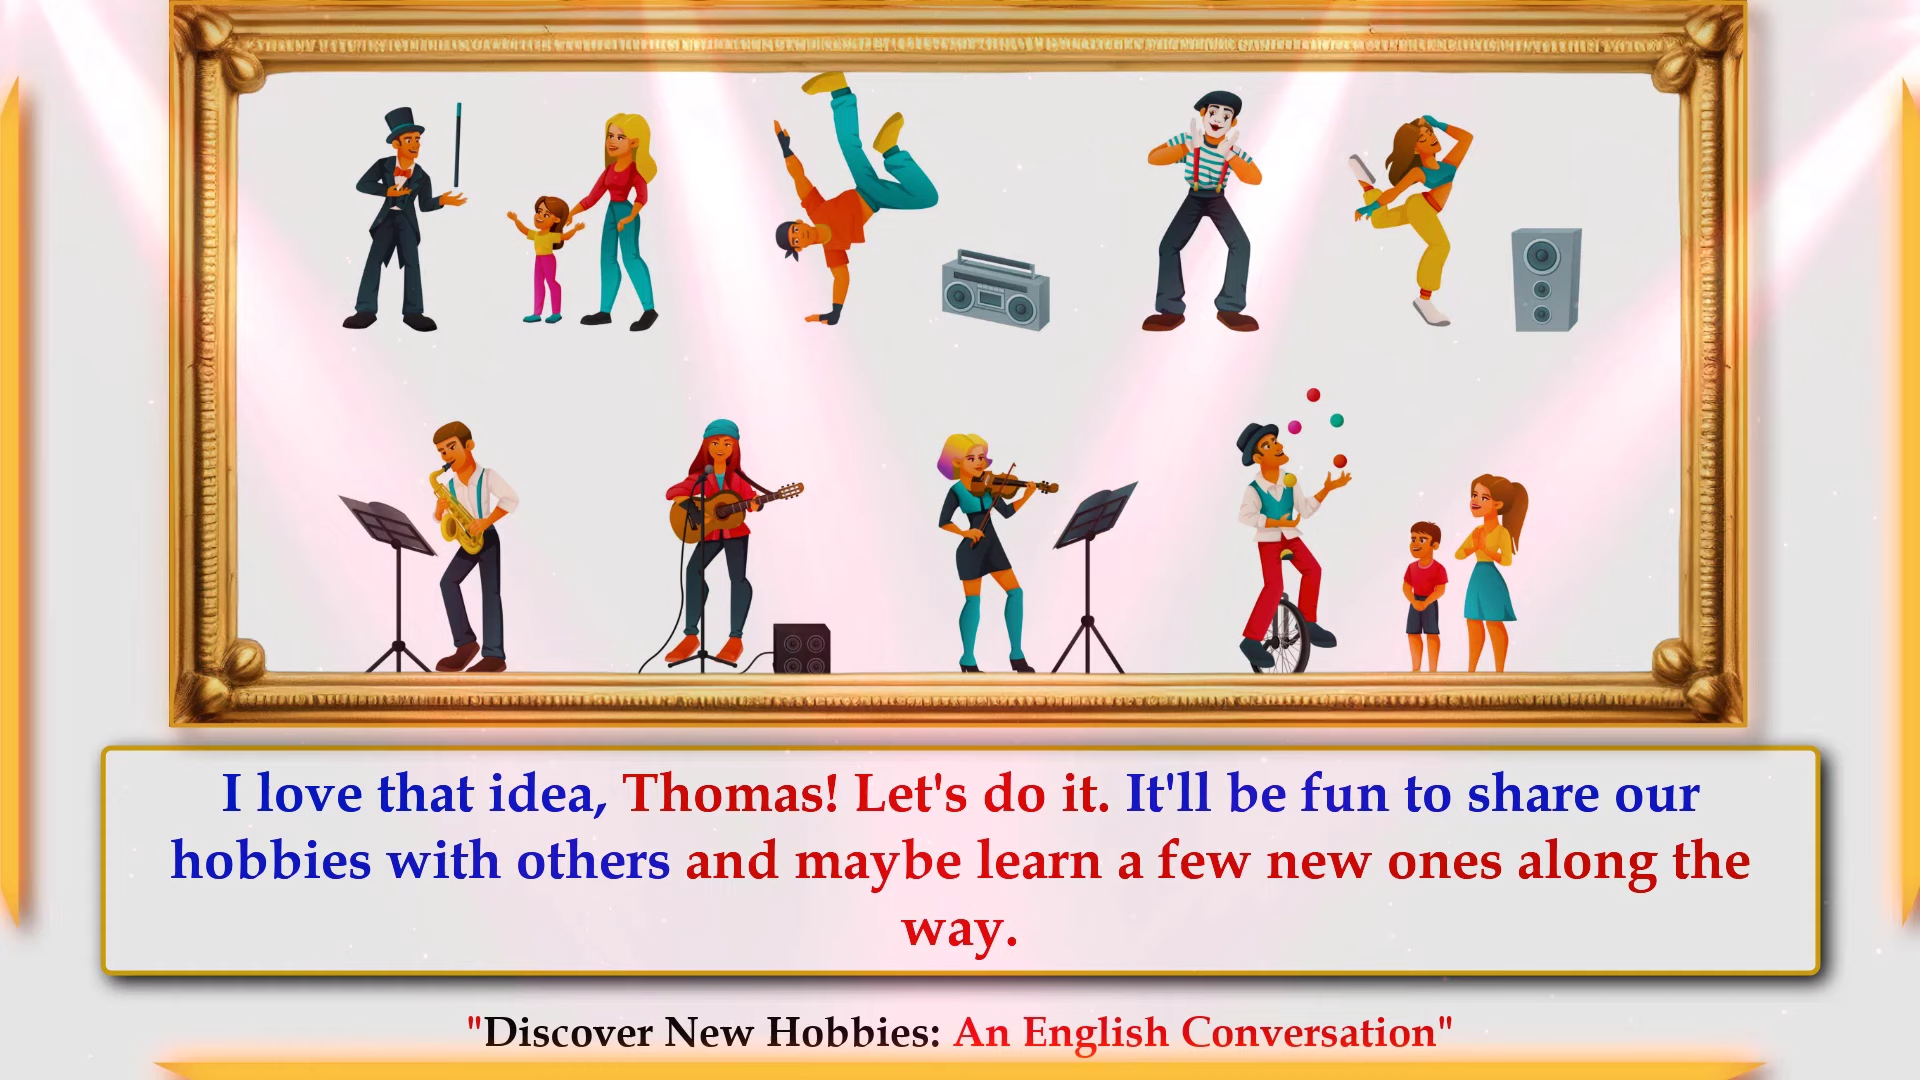 I love that idea, Thomas! Let's do it. It'll be fun to share our
hobbies with others and maybe learn a few new ones along the
way.
"Discover New Hobbies: An English Conversation"